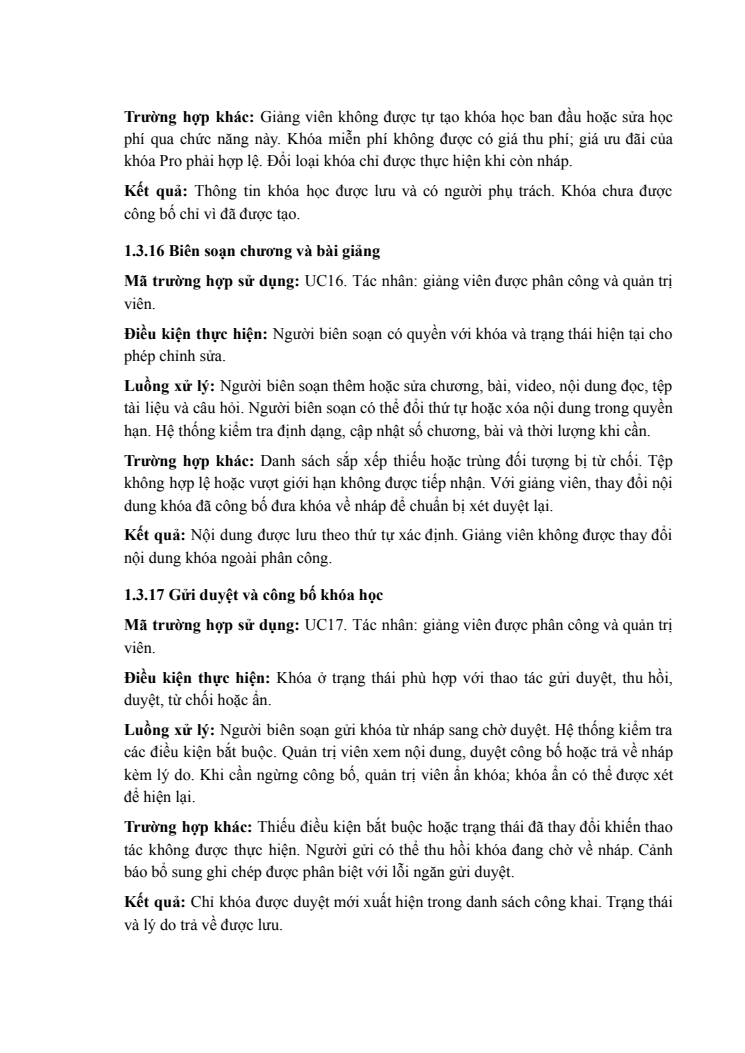 Trường hợp khác: Giảng viên không được tự tạo khóa học ban đầu hoặc sửa học
phí qua chức năng này. Khóa miễn phí không được có giá thu phí; giá ưu đãi của
khóa Pro phải hợp lệ. Đổi loại khóa chỉ được thực hiện khi còn nháp.
Kết quả: Thông tin khóa học được lưu và có người phụ trách. Khóa chưa được
công bố chỉ vì đã được tạo.
1.3.16 Biên soạn chương và bài giảng
Mã trường hợp sử dụng: UC16. Tác nhân: giảng viên được phân công và quản trị
viên.
Điều kiện thực hiện: Người biên soạn có quyền với khóa và trạng thái hiện tại cho
phép chỉnh sửa.
Luồng xử lý: Người biên soạn thêm hoặc sửa chương, bài, video, nội dung đọc, tệp
tài liệu và câu hỏi. Người biên soạn có thể đổi thứ tự hoặc xóa nội dung trong quyền
hạn. Hệ thống kiểm tra định dạng, cập nhật số chương, bài và thời lượng khi cần.
Trường hợp khác: Danh sách sắp xếp thiếu hoặc trùng đối tượng bị từ chối. Tệp
không hợp lệ hoặc vượt giới hạn không được tiếp nhận. Với giảng viên, thay đổi nội
dung khóa đã công bố đưa khóa về nháp để chuẩn bị xét duyệt lại.
Kết quả: Nội dung được lưu theo thứ tự xác định. Giảng viên không được thay đổi
nội dung khóa ngoài phân công.
1.3.17 Gửi duyệt và công bố khóa học
Mã trường hợp sử dụng: UC17. Tác nhân: giảng viên được phân công và quản trị
viên.
Điều kiện thực hiện: Khóa ở trạng thái phù hợp với thao tác gửi duyệt, thu hồi,
duyệt, từ chối hoặc ẩn.
Luồng xử lý: Người biên soạn gửi khóa từ nháp sang chờ duyệt. Hệ thống kiểm tra
các điều kiện bắt buộc. Quản trị viên xem nội dung, duyệt công bố hoặc trả về nháp
kèm lý do. Khi cần ngừng công bố, quản trị viên ẩn khóa; khóa ẩn có thể được xét
để hiện lại.
Trường hợp khác: Thiếu điều kiện bắt buộc hoặc trạng thái đã thay đổi khiến thao
tác không được thực hiện. Người gửi có thể thu hồi khóa đang chờ về nháp. Cảnh
báo bổ sung ghi chép được phân biệt với lỗi ngăn gửi duyệt.
Kết quả: Chỉ khóa được duyệt mới xuất hiện trong danh sách công khai. Trạng thái
và lý do trả về được lưu.